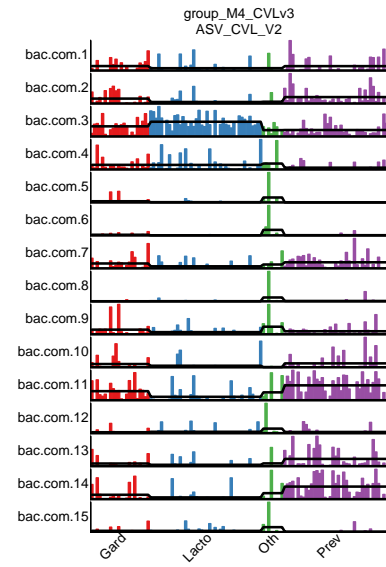 group_M4_CVLv3
ASV_CVL_V2
bac.com.1
bac.com.2
bac.com.3
bac.com.4
bac.com.5
bac.com.6
bac.com.7
bac.com.8
bac.com.9
bac.com.10
bac.com.11
bac.com.12
bac.com.13
bac.com.14
bac.com.15
Gard Lacto Oth Prev